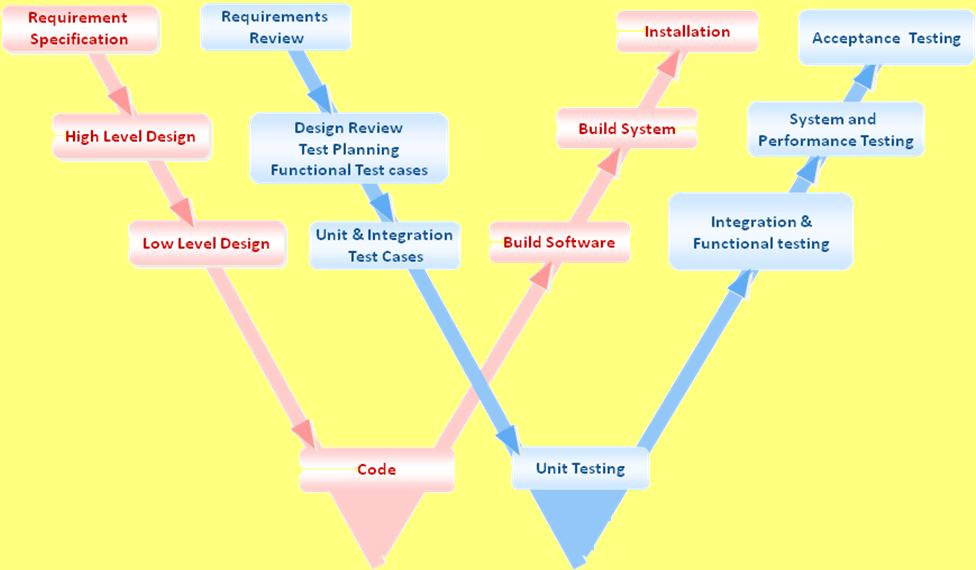 Requirement
Specification
Requirements
Review
Installation
Acceptance Testing
High Level Design
Design Review
Test Planning
Functional Test cases
Build System
System and
Performance Testing
Low Level Design
Unit & Integration
Test Cases
Build Software
Integration &
Functional testing
Code
Unit Testing